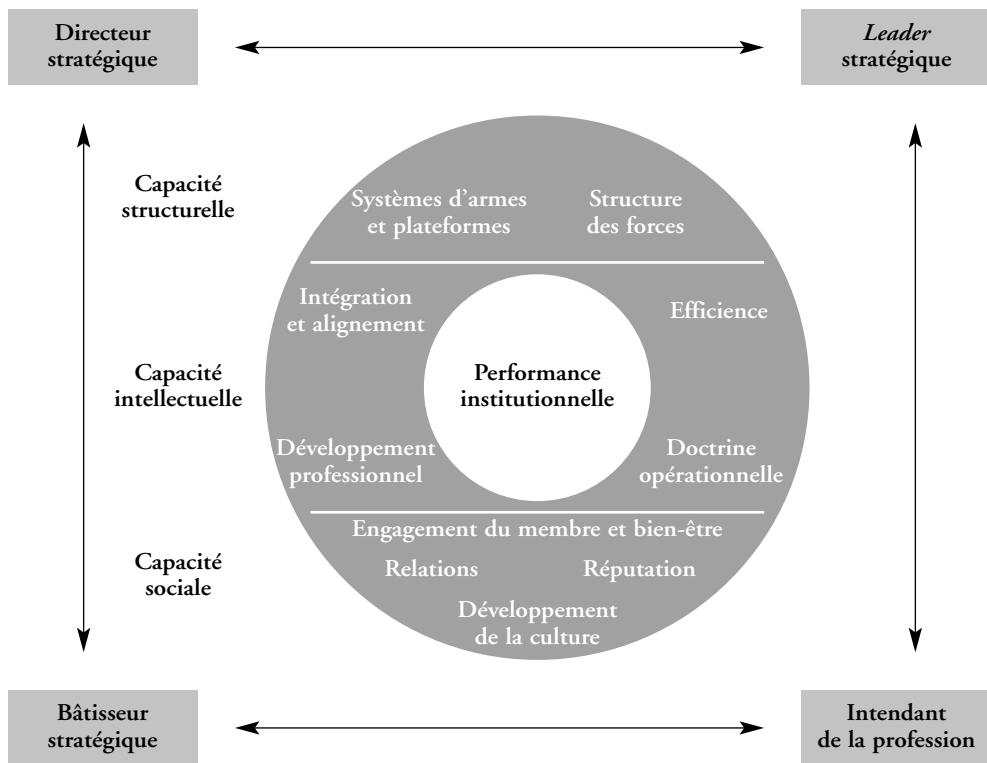 Directeur
stratégique
Leader
stratégique
Capacité
structurelle
Systèmes d'armes
et plateformes
Structure
des forces
Intégration
et alignement
Efficience
Capacité
intellectuelle
Performance
institutionnelle
Développement
professionnel
Doctrine
opérationnelle
Engagement du membre et bien-être
Capacité
sociale
Relations
Réputation
Développement
de la culture
Bâtisseur
stratégique
Intendant
de la profession